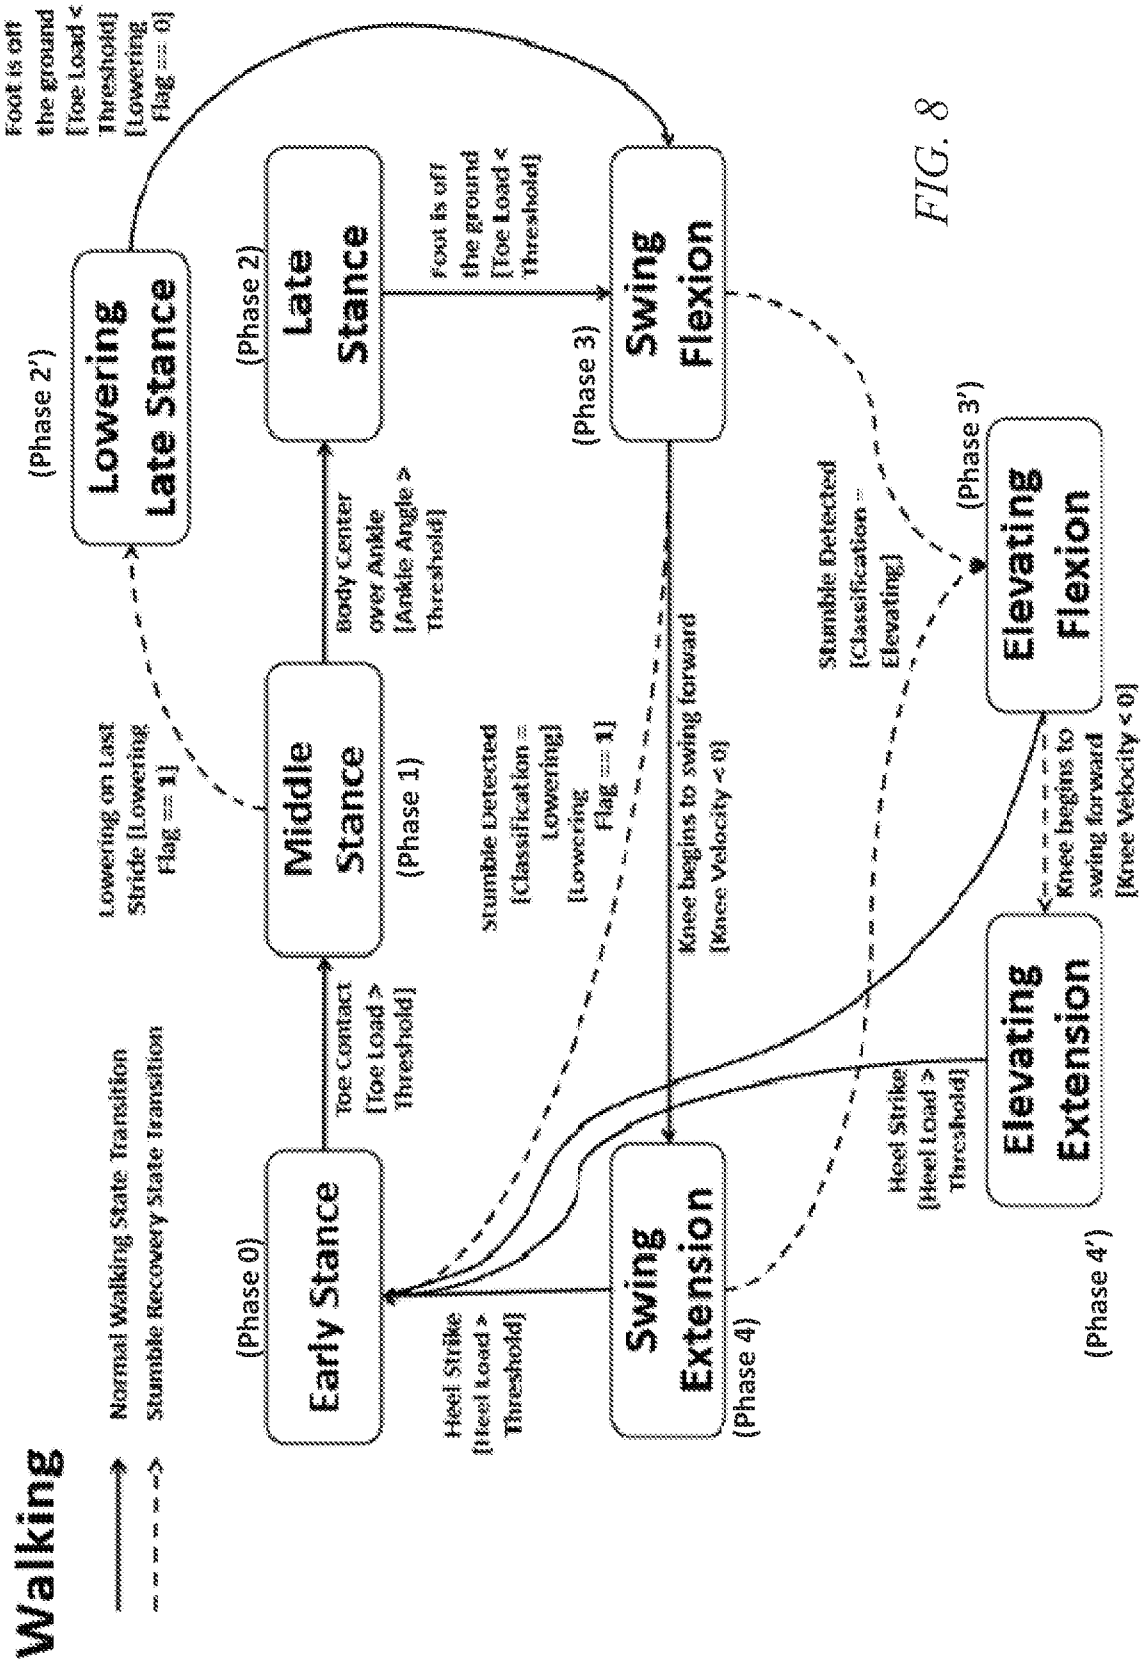 Walking
Normal Walking State Transition
Stumble Recovery State Transition
Lowering on Last
Stride [Lowering
Flag == 1]
(Phase 2')
Lowering
Late Stance
Foot is off
the ground
[Toe Load <
Threshold]
[Lowering
Flag == 0]
(Phase 0)
Early Stance
Toe Contact
[Toe Load >
Threshold]
Middle
Stance
(Phase 1)
Body Center
over Ankle
[Ankle Angle >
Threshold]
(Phase 2)
Late
Stance
Heel Strike
[Heel Load >
Threshold]
Stumble Detected
[Classification =
Lowering]
[Lowering
Flag == 1]
Foot is off
the ground
[Toe Load <
Threshold]
Swing
Extension
(Phase 4)
Knee begins to swing forward
[Knee Velocity < 0]
(Phase 3)
Swing
Flexion
Stumble Detected
[Classification =
Elevating]
Heel Strike
[Heel Load >
Threshold]
(Phase 4')
Elevating
Extension
Knee begins to
swing forward
[Knee Velocity < 0]
(Phase 3')
Elevating
Flexion
FIG. 8